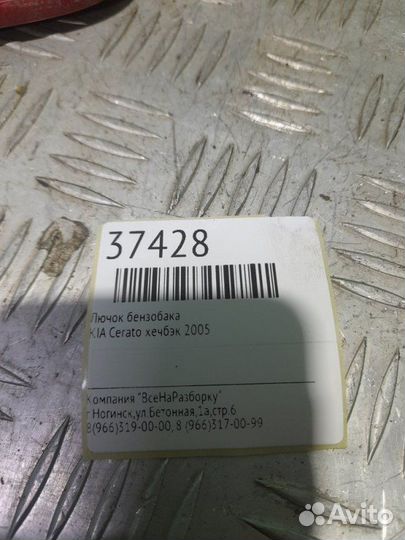 37428
Лючок бензобака
KIA Cerato хечбэк 2005
Компания "ВсеНаРазборку"
г Ногинск,ул.Бетонная,1а,стр.6
8(966)319-00-00, 8 (966)317-00-99
Avito